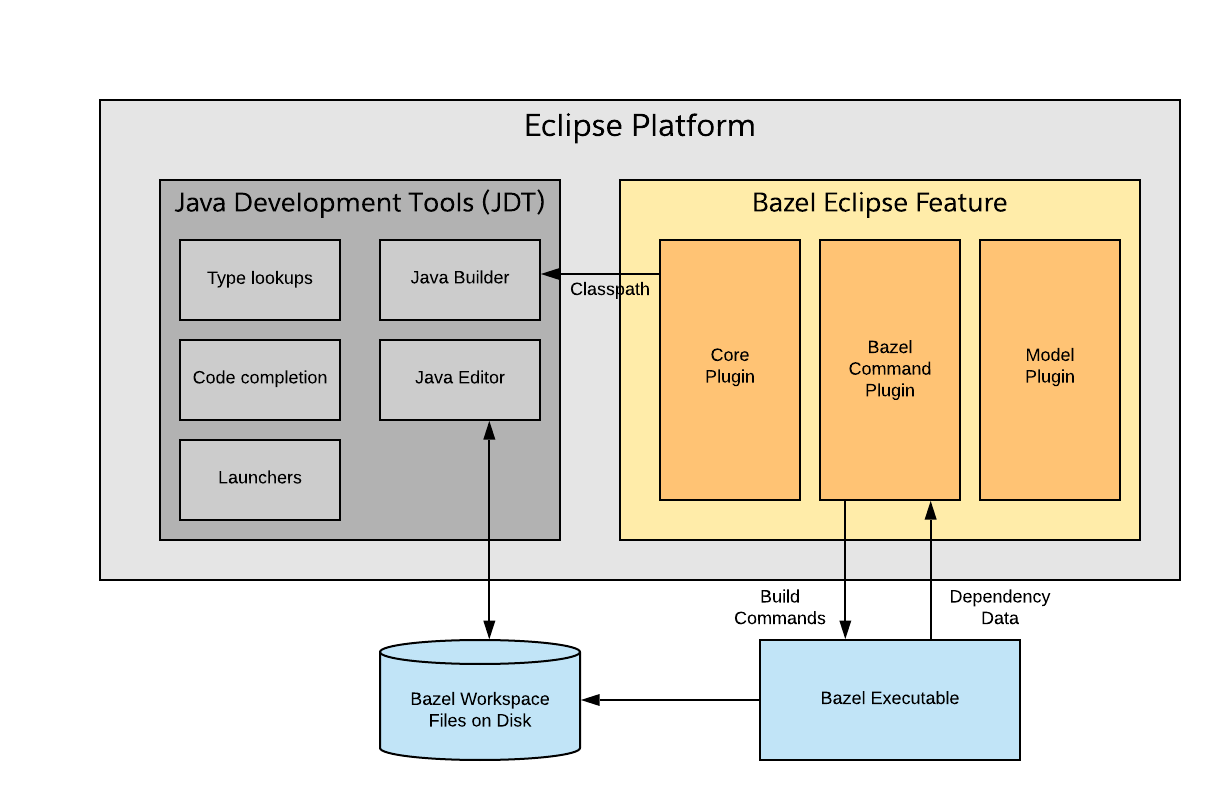 Eclipse Platform
Java Development Tools (JDT)
Type lookups
Java Builder
Code completion
Java Editor
Launchers
Classpath
Bazel Eclipse Feature
Core
Plugin
Bazel
Command
Plugin
Model
Plugin
Build
Commands
Dependency
Data
Bazel Workspace
Files on Disk
Bazel Executable